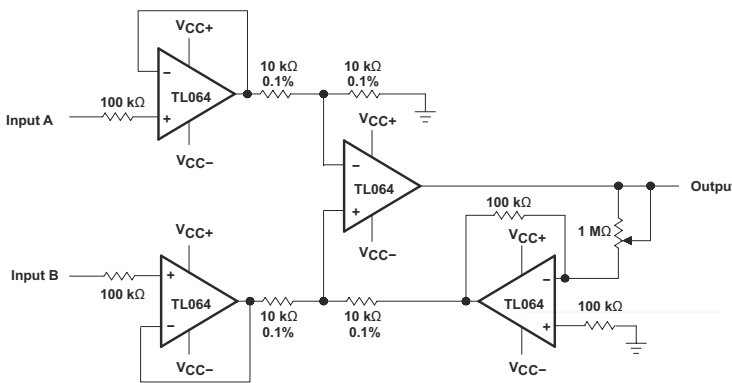 VCC+
10 kΩ
0.1%
10 kΩ
0.1%
−
TL064
100 kΩ
+
Input A
VCC−
VCC+
−
TL064
+
Output
100 kΩ
VCC−
VCC+
1 MΩ
VCC+
Input B
+
100 kΩ
TL064
−
10 kΩ
0.1%
10 kΩ
0.1%
−
TL064
+
100 kΩ
VCC−
VCC−